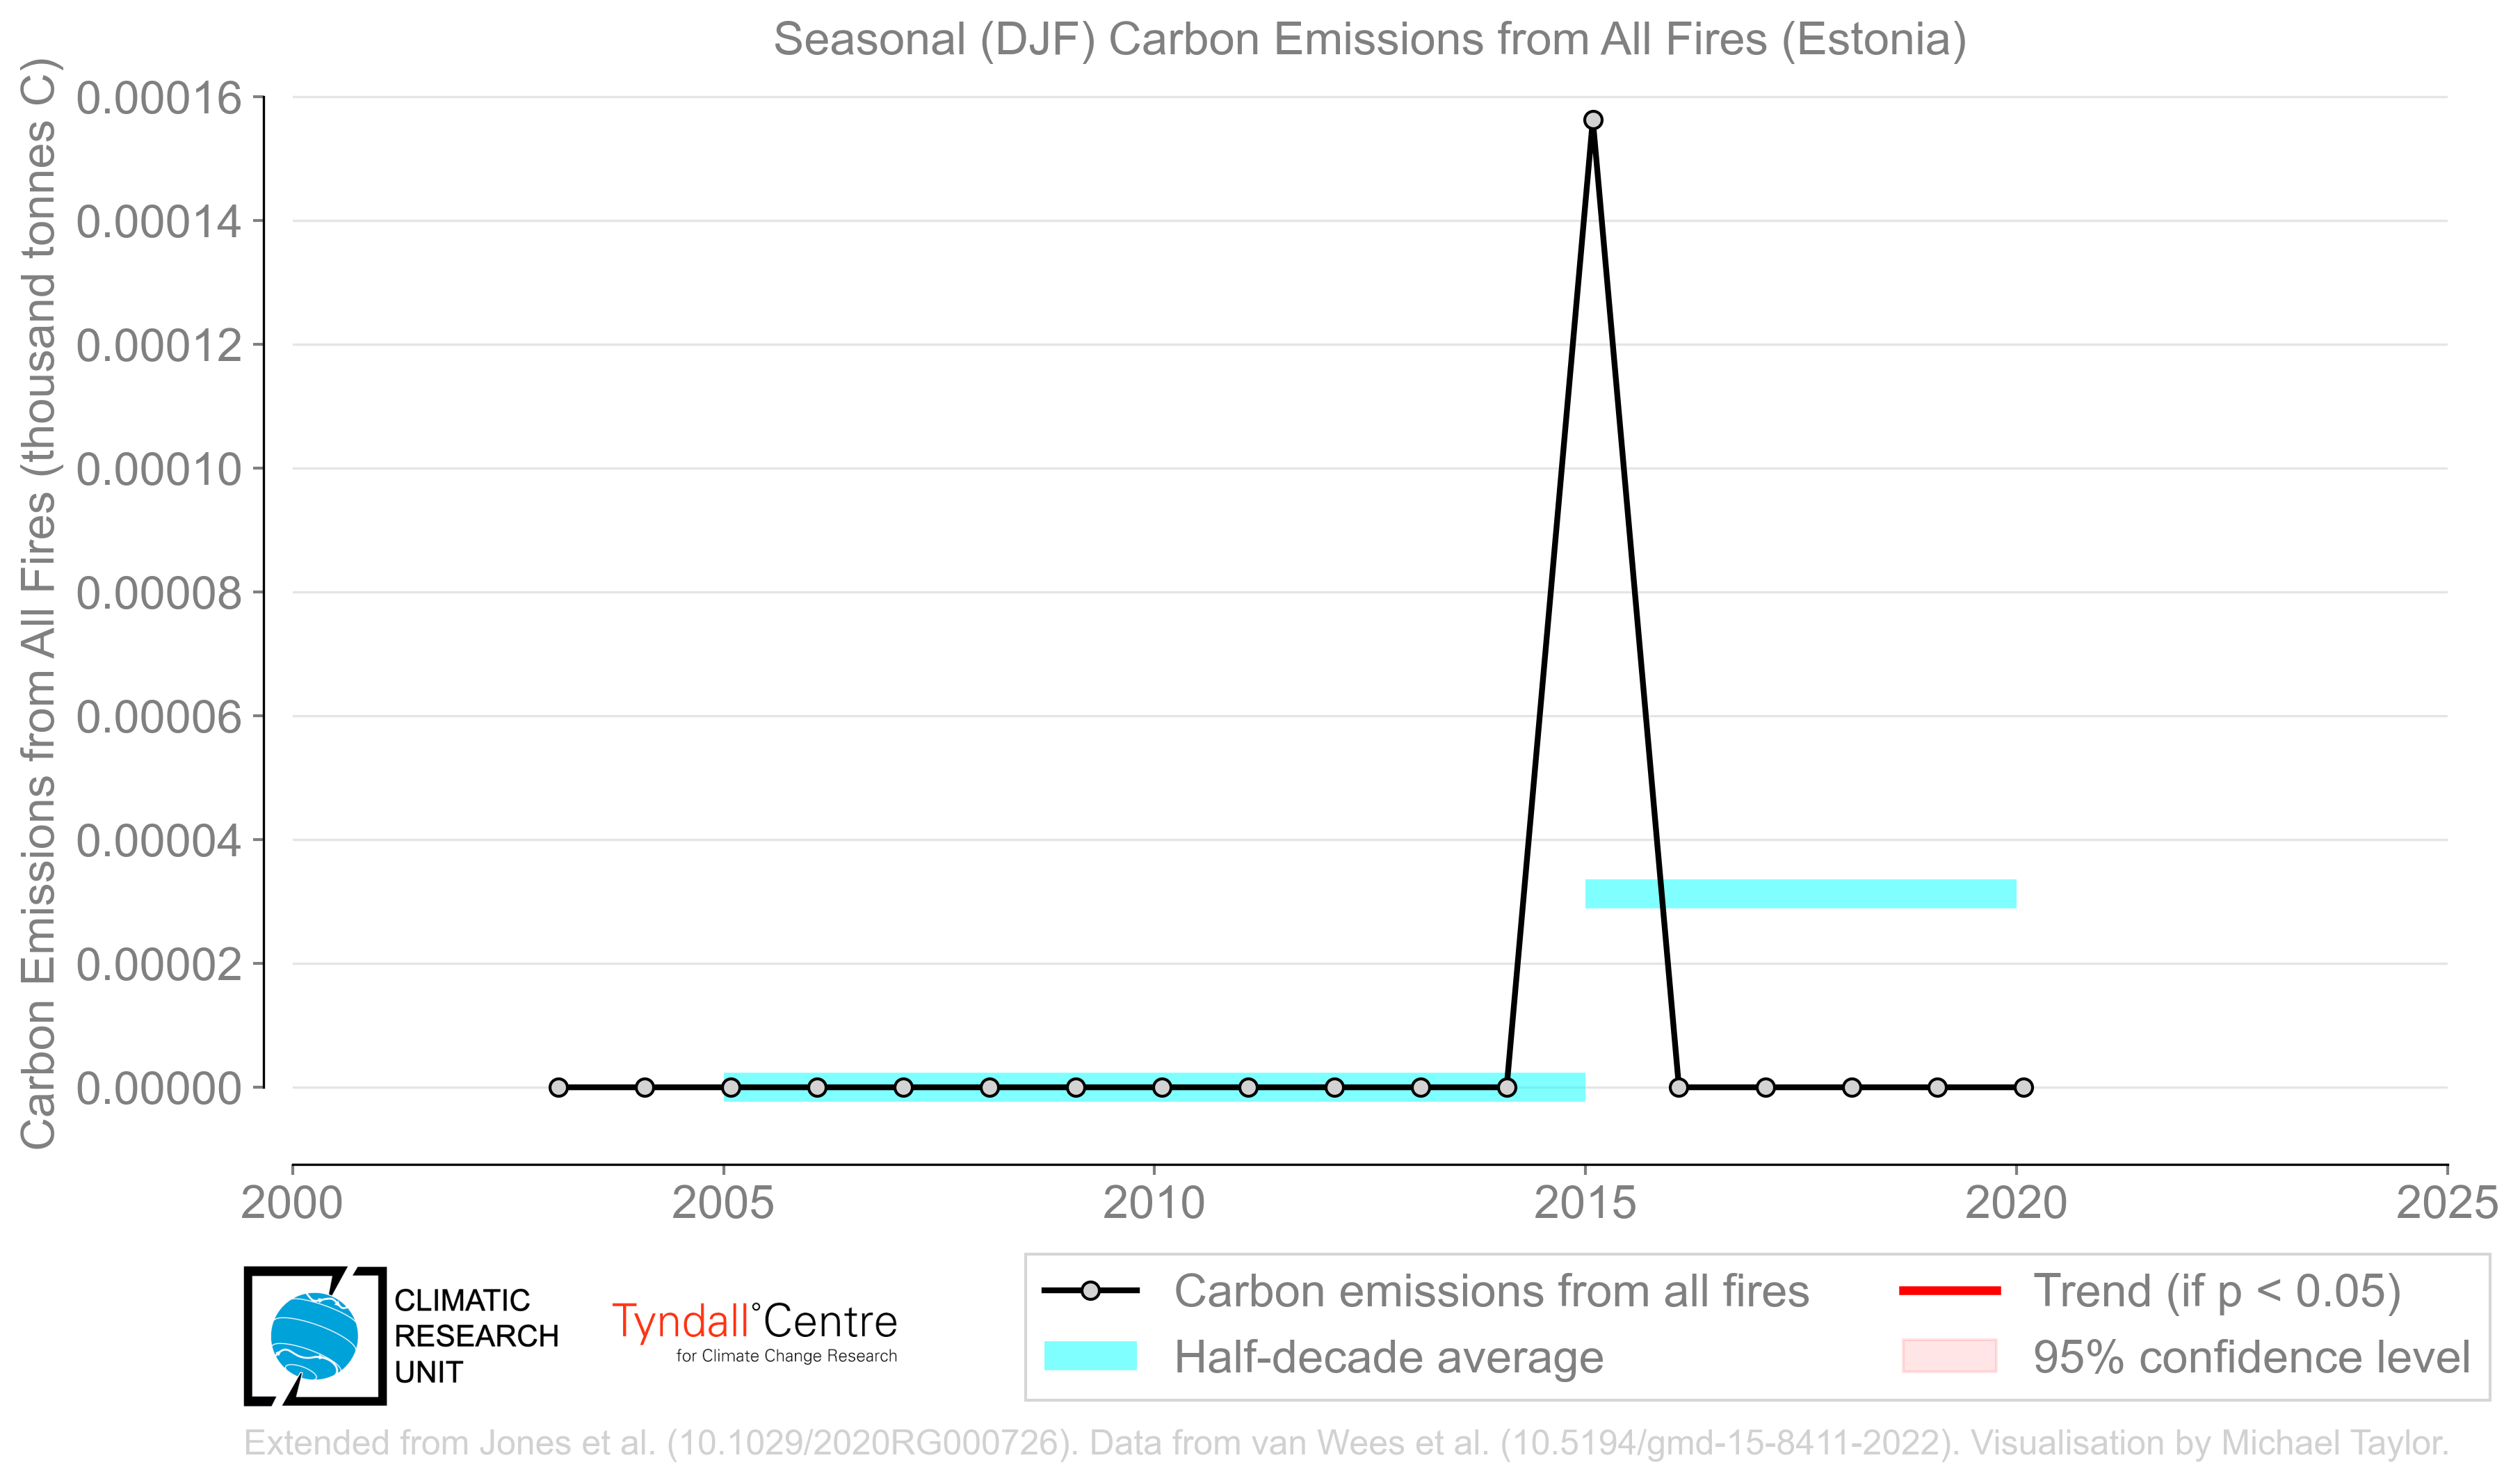 Seasonal (DJF) Carbon Emissions from All Fires (Estonia)
Carbon Emissions from All Fires (thousand tonnes C)
0.00016
0.00014
0.00012
0.00010
0.00008
0.00006
0.00004
0.00002
0.00000
2000 2005 2010 2015 2020 2025
CLIMATIC
RESEARCH
UNIT
Tyndall°Centre
for Climate Change Research
Carbon emissions from all fires
Half-decade average
Trend (if p < 0.05)
95% confidence level
Extended from Jones et al. (10.1029/2020RG000726). Data from van Wees et al. (10.5194/gmd-15-8411-2022). Visualisation by Michael Taylor.